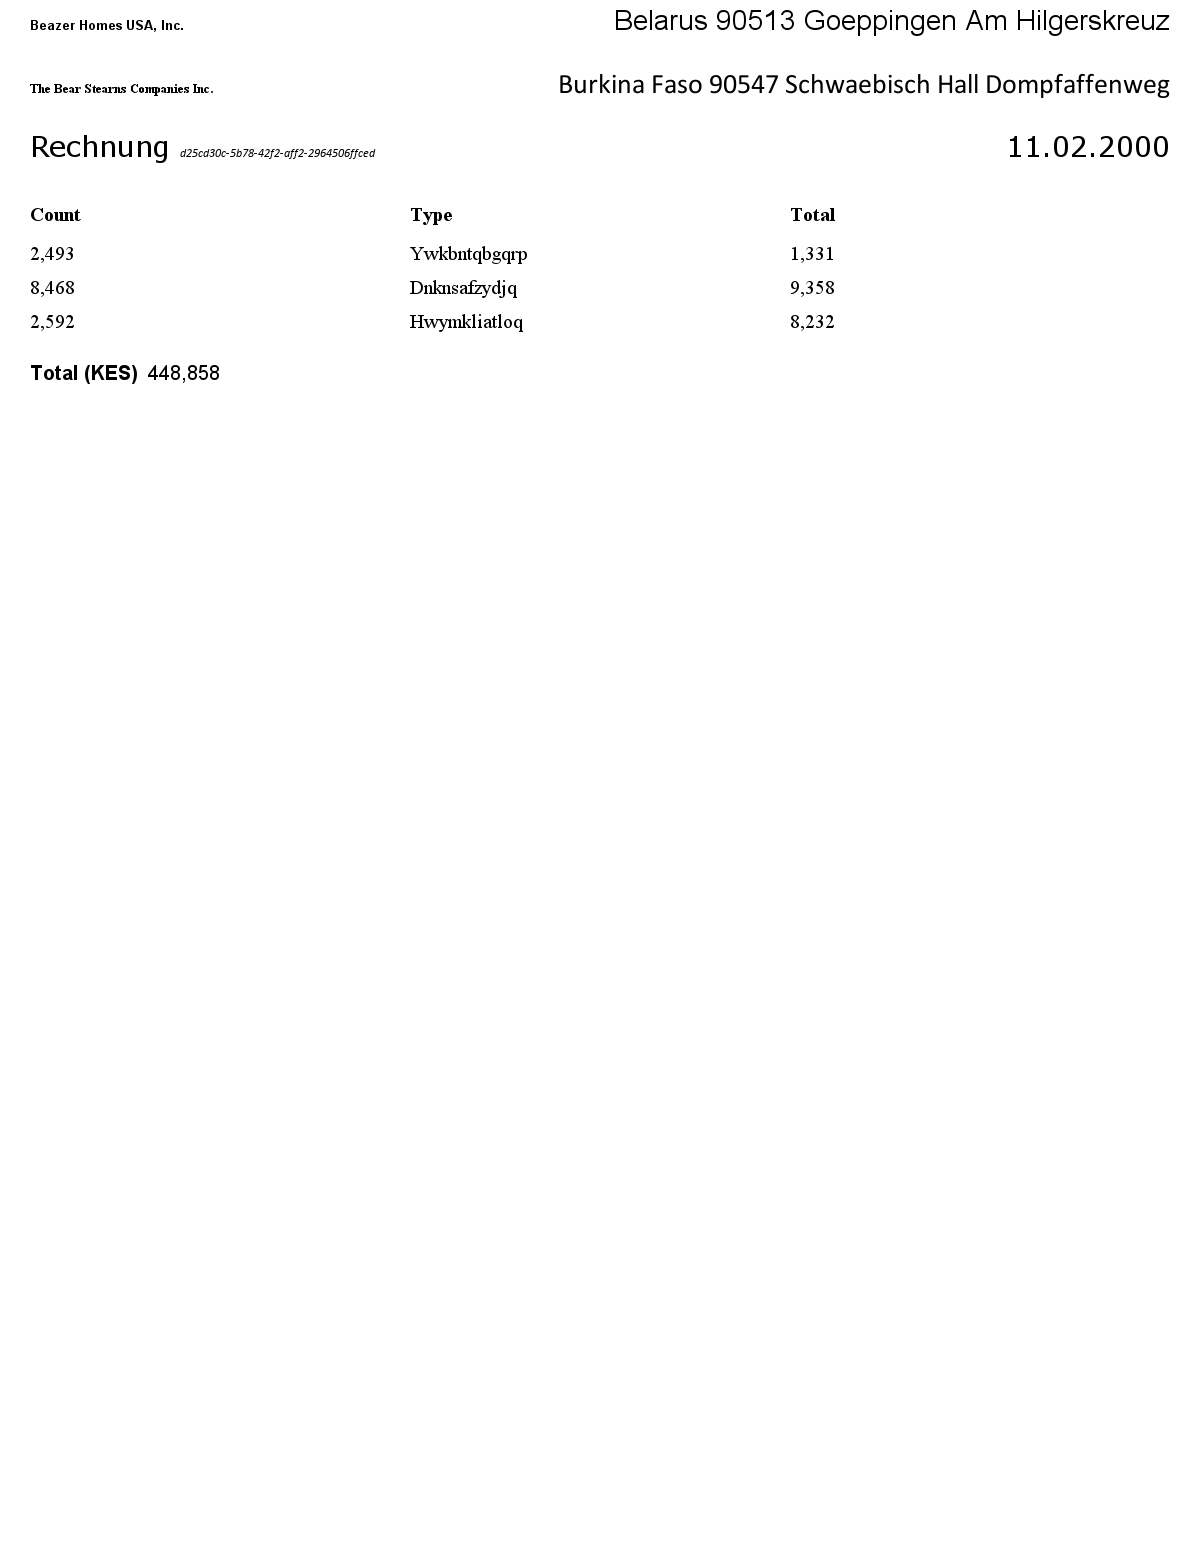 Beazer Homes USA, Inc. Belarus 90513 Goeppingen Am Hilgerskreuz
The Bear Stearns Companies Inc. Burkina Faso 90547 Schwaebisch Hall Dompfaffenweg
Rechnung d25cd30c-5b78-42f2-aff2-2964506ffced 11.02.2000
Count Type Total
2,493 Ywkbntqbgqrp 1,331
8,468 Dnknsafzydjq 9,358
2,592 Hwymkliatloq 8,232
Total (KES) 448,858